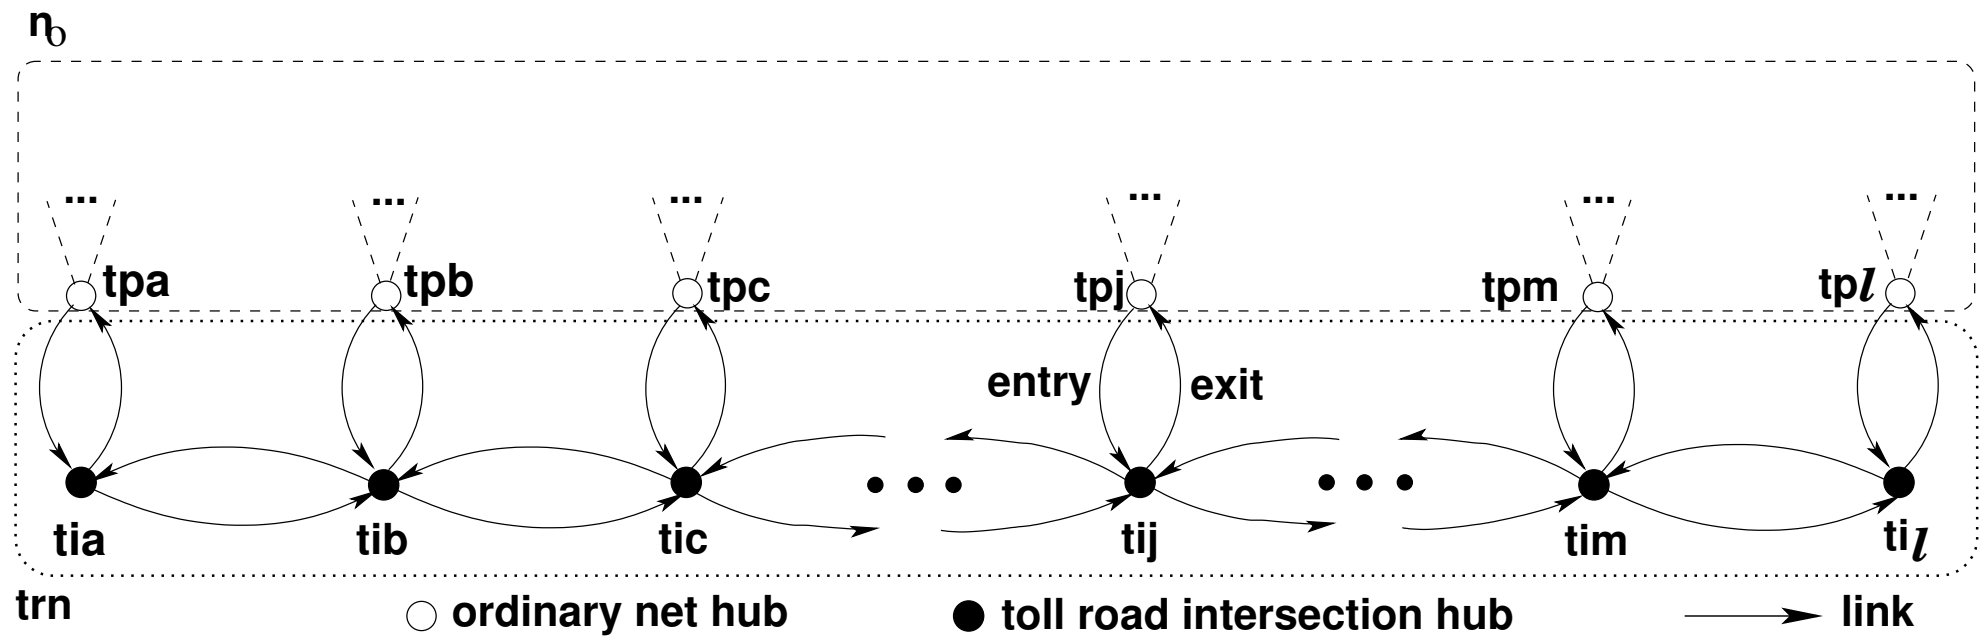 nO
... ... ... ... ... ...
tpa tpb tpc tpj tpm tpl
entry exit
tia tib tic tij tim til
trn
ordinary net hub toll road intersection hub link